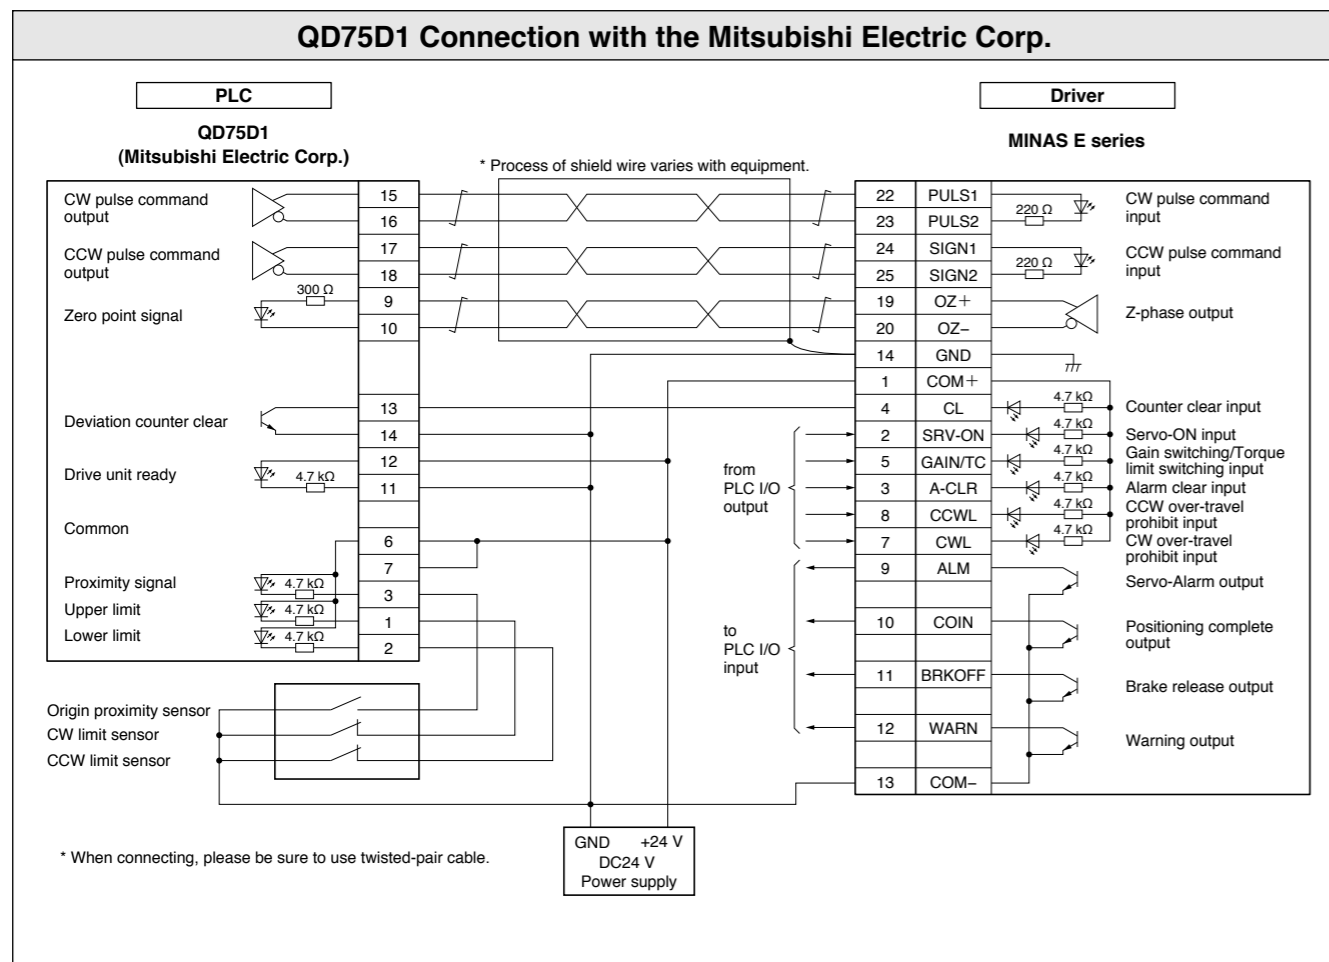 QD75D1 Connection with the Mitsubishi Electric Corp.
PLC
Driver
QD75D1
(Mitsubishi Electric Corp.)
MINAS E series
* Process of shield wire varies with equipment.
CW pulse command
output
15
16
22 PULS1
23 PULS2
220 Ω
CW pulse command
input
CCW pulse command
output
17
18
24 SIGN1
25 SIGN2
220 Ω
CCW pulse command
input
Zero point signal
300 Ω
9
10
19 OZ+
20 OZ−
Z-phase output
14 GND
1 COM+
Deviation counter clear
13
14
4 CL
4.7 kΩ
Counter clear input
2 SRV-ON
4.7 kΩ
Servo-ON input
Drive unit ready
4.7 kΩ
12
11
5 GAIN/TC
4.7 kΩ
Gain switching/Torque
limit switching input
from
PLC I/O
output
3 A-CLR
4.7 kΩ
Alarm clear input
8 CCWL
4.7 kΩ
CCW over-travel
prohibit input
Common
6
7
7 CWL
4.7 kΩ
CW over-travel
prohibit input
Proximity signal
4.7 kΩ
3
9 ALM
Servo-Alarm output
Upper limit
4.7 kΩ
1
10 COIN
Positioning complete
output
Lower limit
4.7 kΩ
2
to
PLC I/O
input
11 BRKOFF
Brake release output
12 WARN
Warning output
13 COM−
Origin proximity sensor
CW limit sensor
CCW limit sensor
GND +24 V
DC24 V
Power supply
* When connecting, please be sure to use twisted-pair cable.